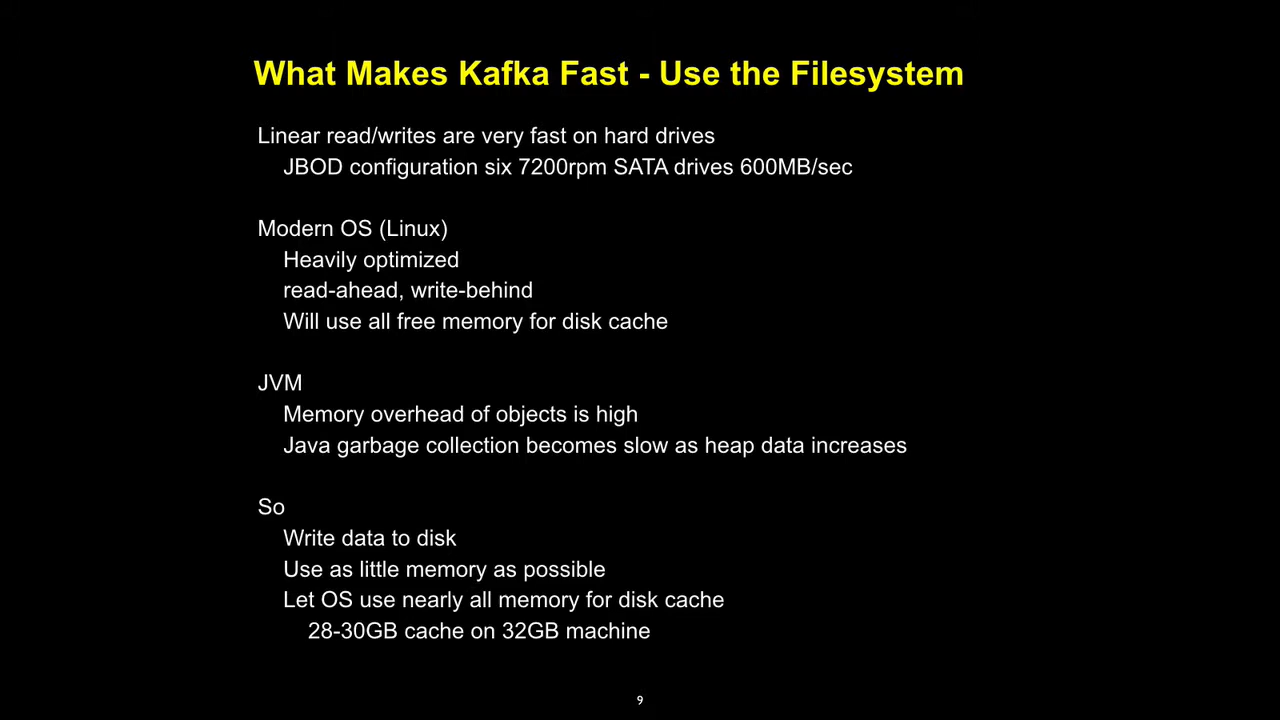 What Makes Kafka Fast - Use the Filesystem
Linear read/writes are very fast on hard drives
JBOD configuration six 7200rpm SATA drives 600MB/sec
Modern OS (Linux)
Heavily optimized
read-ahead, write-behind
Will use all free memory for disk cache
JVM
Memory overhead of objects is high
Java garbage collection becomes slow as heap data increases
So
Write data to disk
Use as little memory as possible
Let OS use nearly all memory for disk cache
28-30GB cache on 32GB machine
9